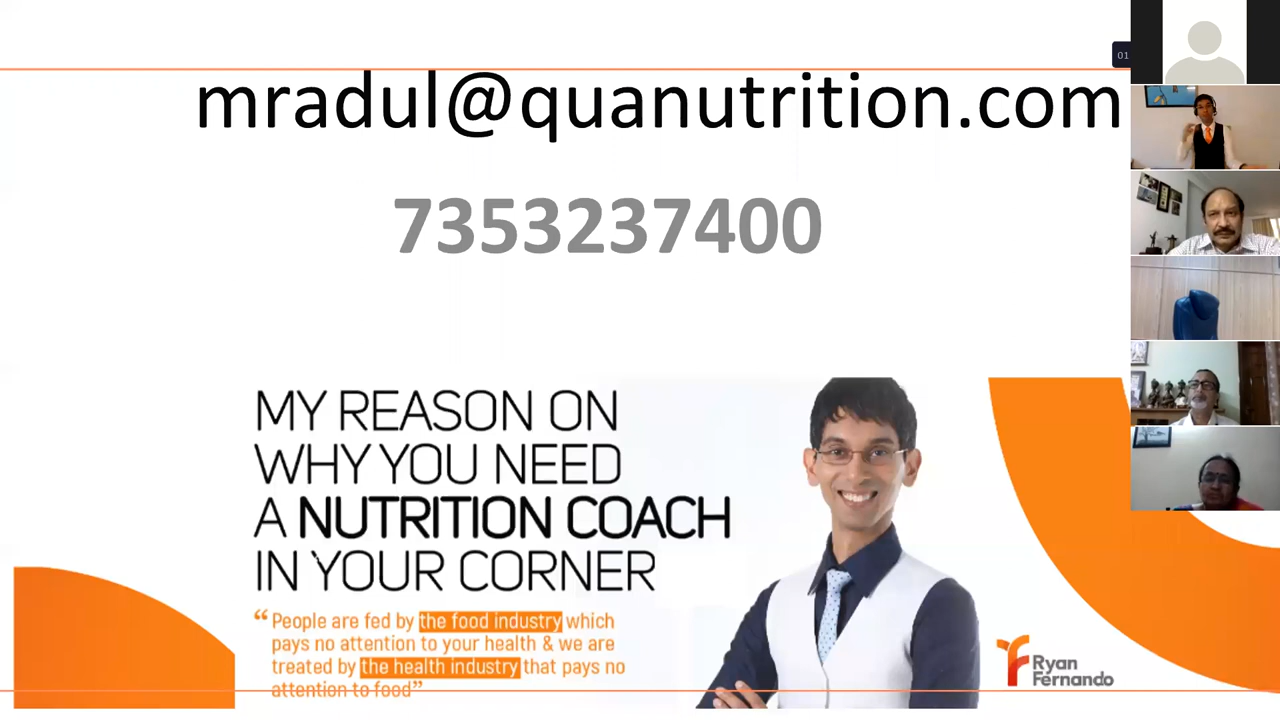 01
mradul@quanutrition.com
7353237400
MY REASON ON
WHY YOU NEED
A NUTRITION COACH
IN YOUR CORNER
“People are fed by the food industry which
pays no attention to your health & we are
treated by the health industry that pays no
attention to food”
Ryan
Fernando